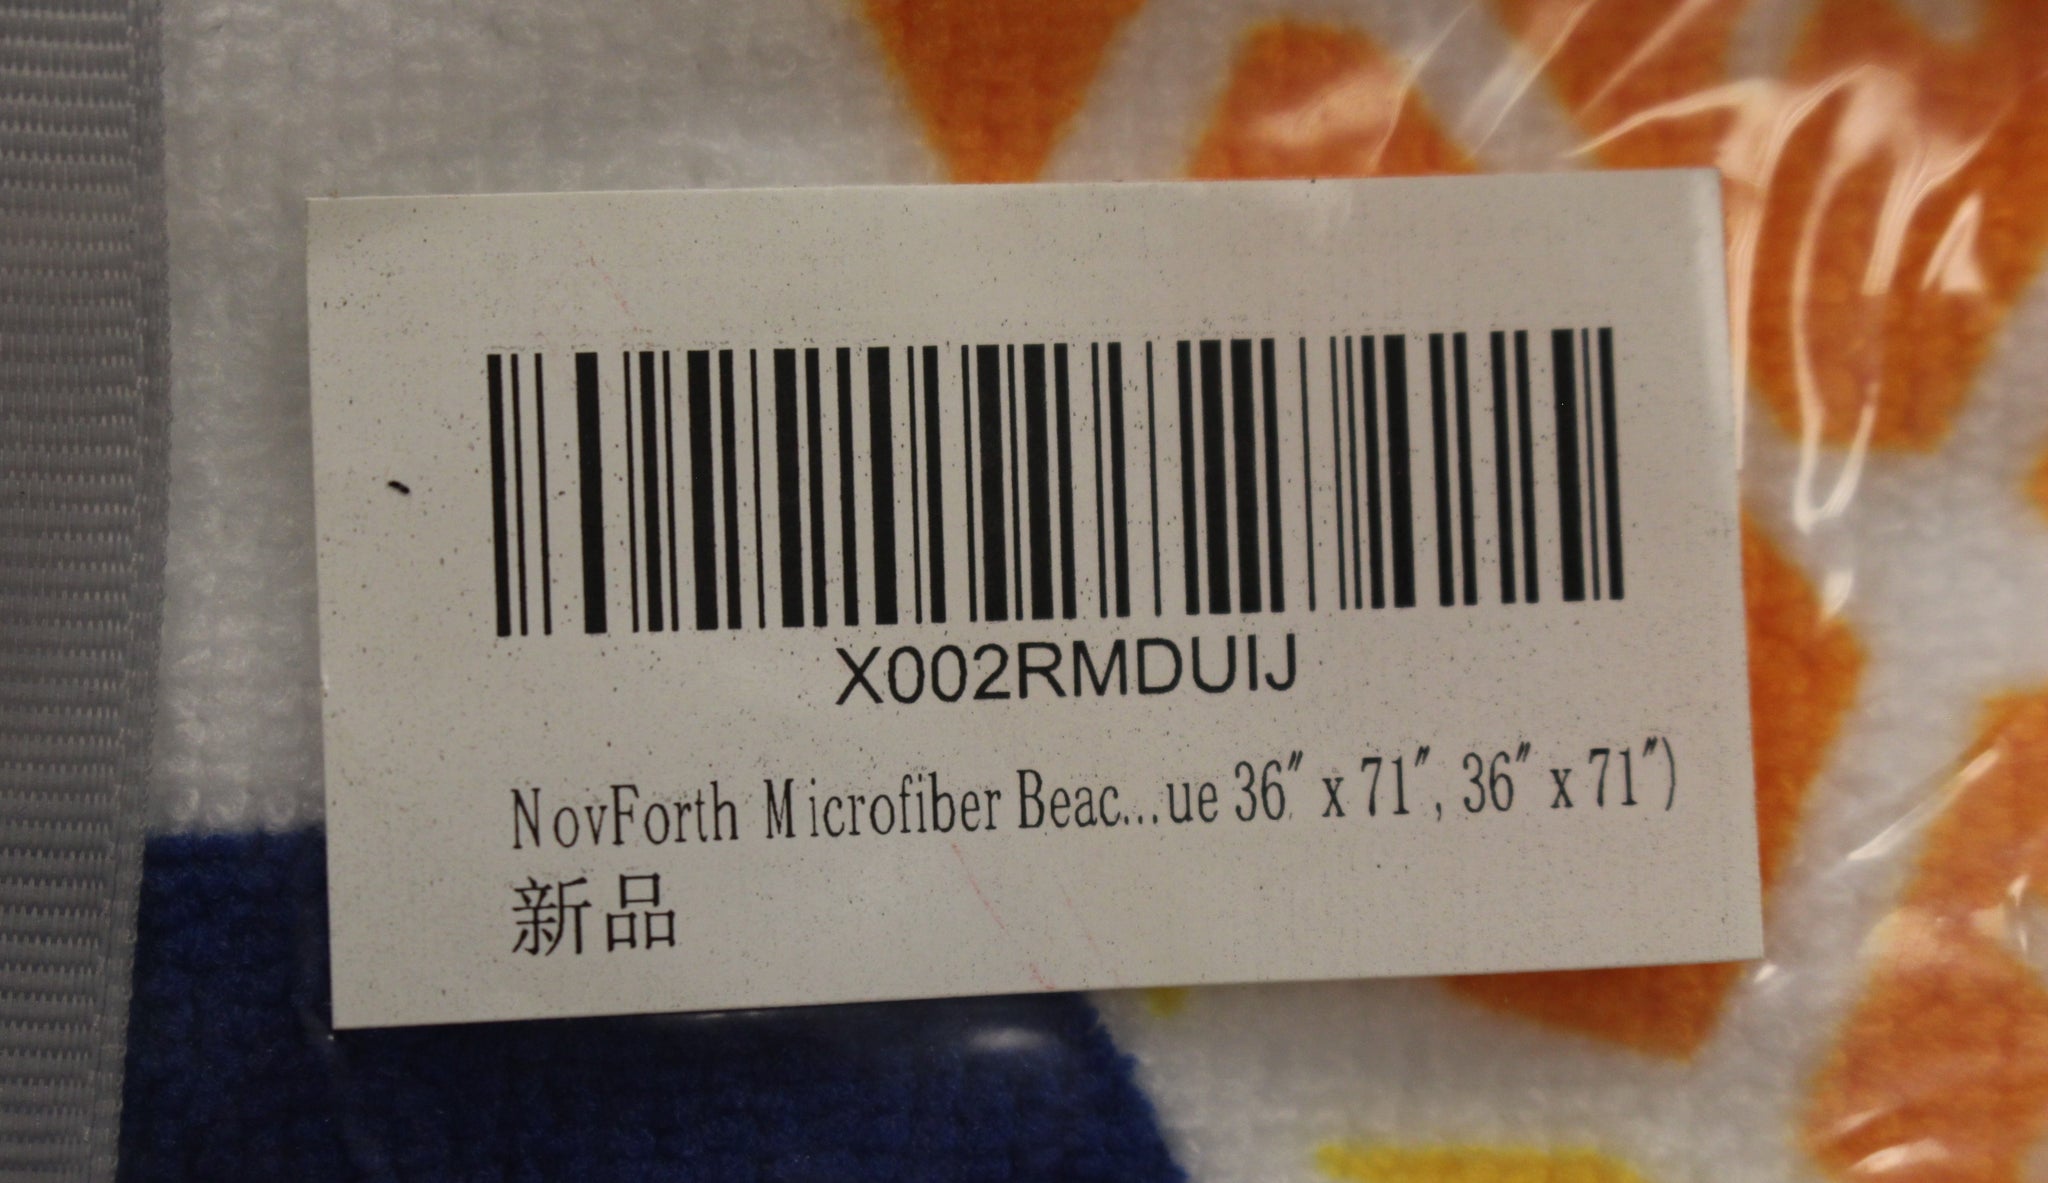 X002RMDUIJ
NovForth Microfiber Beac...ue 36" x 71", 36" x 71")
新品